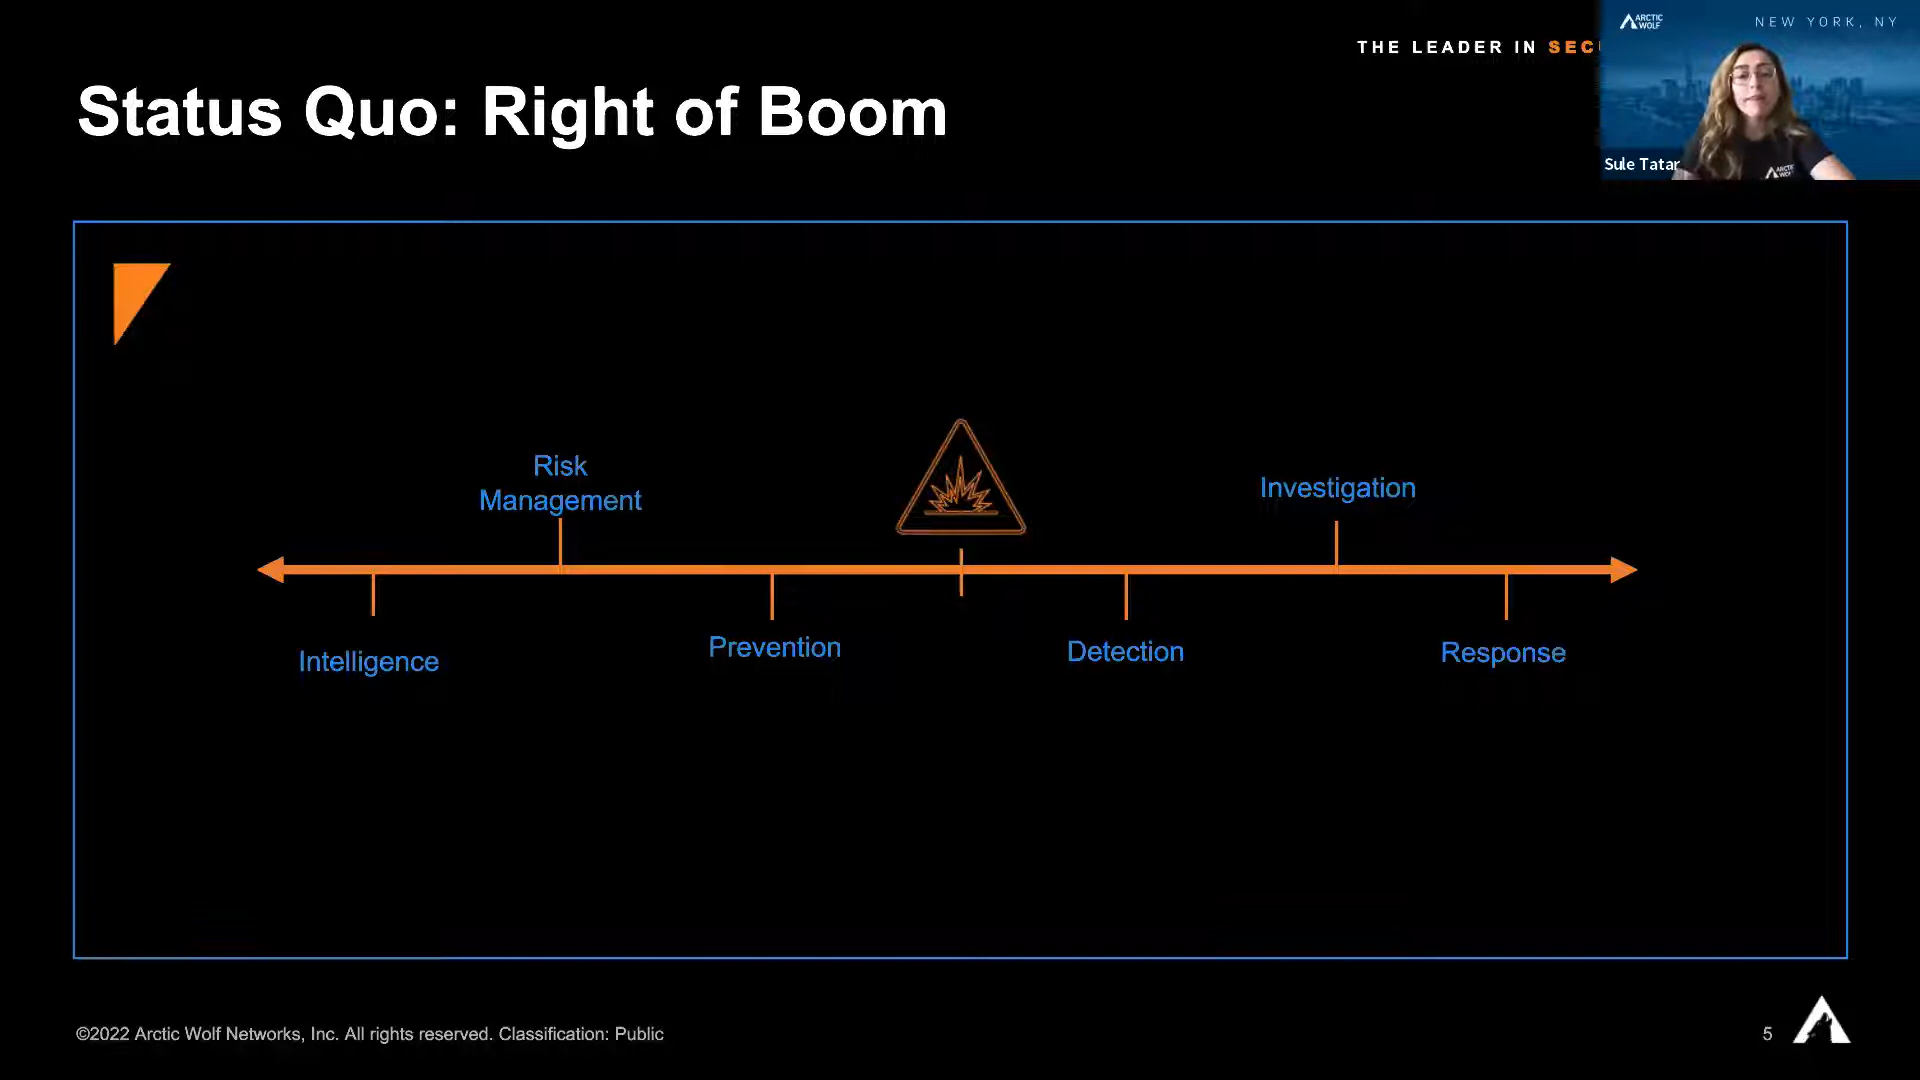 THE LEADER IN SEC
ARCTIC
WOLF
NEW YORK, NY
Status Quo: Right of Boom
Sule Tatar
ARCTIC
Risk
Management
Investigation
Intelligence
Prevention
Detection
Response
©2022 Arctic Wolf Networks, Inc. All rights reserved. Classification: Public
5